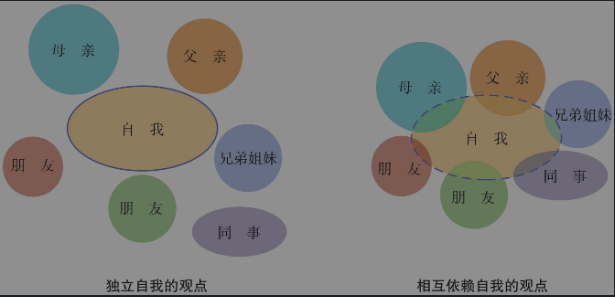 母 亲
父 亲
自 我
朋 友
兄弟姐妹
朋 友
同 事
独立自我的观点
母 亲
父 亲
兄弟姐妹
自 我
朋 友
同 事
朋 友
相互依赖自我的观点